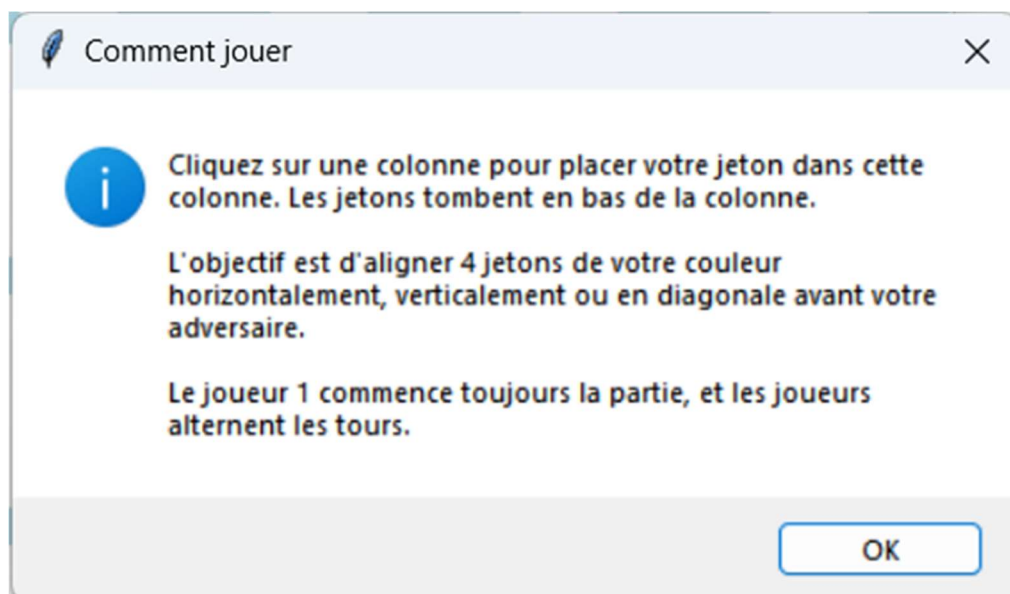 Comment jouer
Cliquez sur une colonne pour placer votre jeton dans cette
colonne. Les jetons tombent en bas de la colonne.
L'objectif est d'aligner 4 jetons de votre couleur
horizontalement, verticalement ou en diagonale avant votre
adversaire.
Le joueur 1 commence toujours la partie, et les joueurs
alternent les tours.
OK